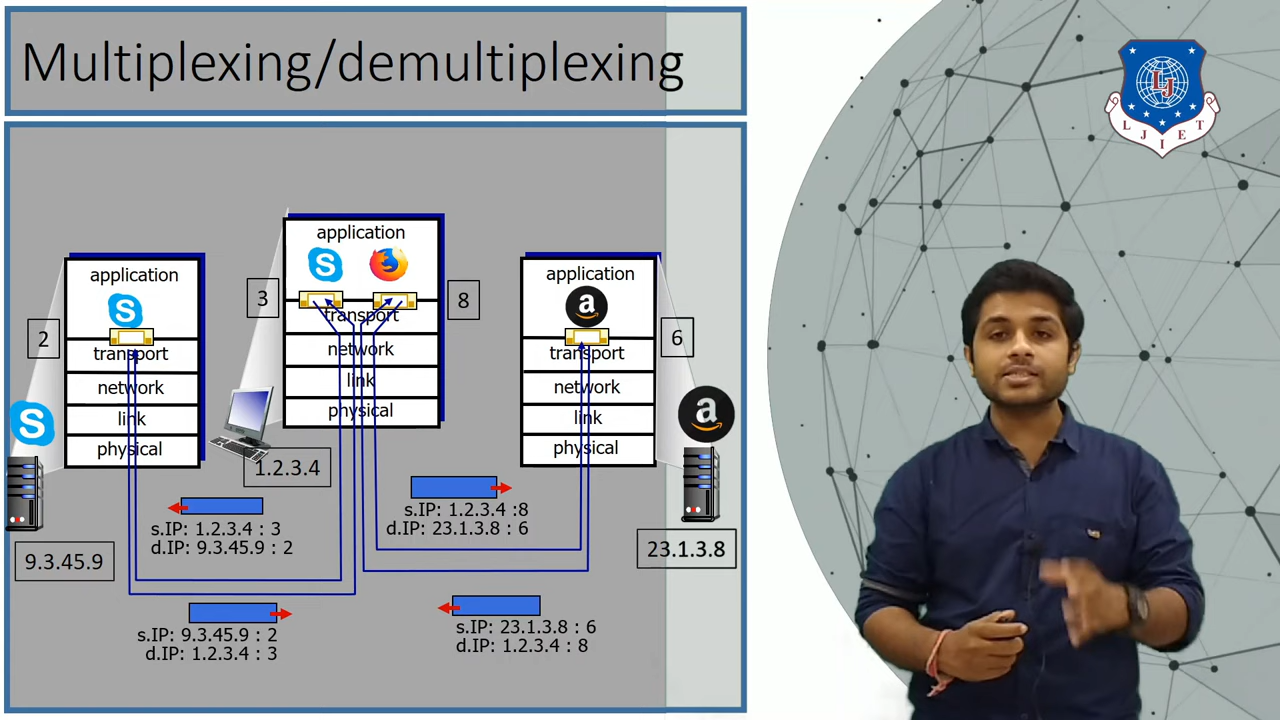 Multiplexing/demultiplexing
application
S
2
transport
network
link
physical
S
9.3.45.9
application
S
3
8
transport
network
link
physical
1.2.3.4
application
a
6
transport
network
link
physical
a
23.1.3.8
s.IP: 1.2.3.4 : 3
d.IP: 9.3.45.9 : 2
s.IP: 1.2.3.4 :8
d.IP: 23.1.3.8 : 6
s.IP: 9.3.45.9 : 2
d.IP: 1.2.3.4 : 3
s.IP: 23.1.3.8 : 6
d.IP: 1.2.3.4 : 8
LJ
L J I E T